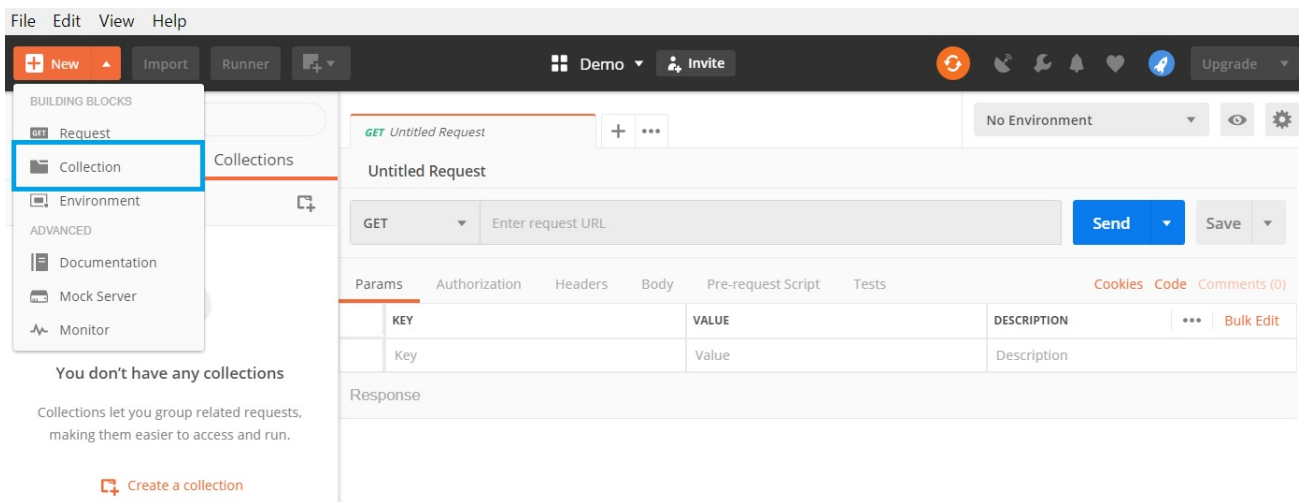 File Edit View Help
New Import Runner Demo Invite Upgrade
BUILDING BLOCKS
GET Request
Collection
Environment
ADVANCED
Documentation
Mock Server
Monitor
Collections
You don't have any collections
Collections let you group related requests,
making them easier to access and run.
Create a collection
GET Untitled Request + •••
No Environment
Untitled Request
GET Enter request URL Send Save
Params Authorization Headers Body Pre-request Script Tests Cookies Code Comments (0)
KEY VALUE DESCRIPTION ••• Bulk Edit
Key Value Description
Response